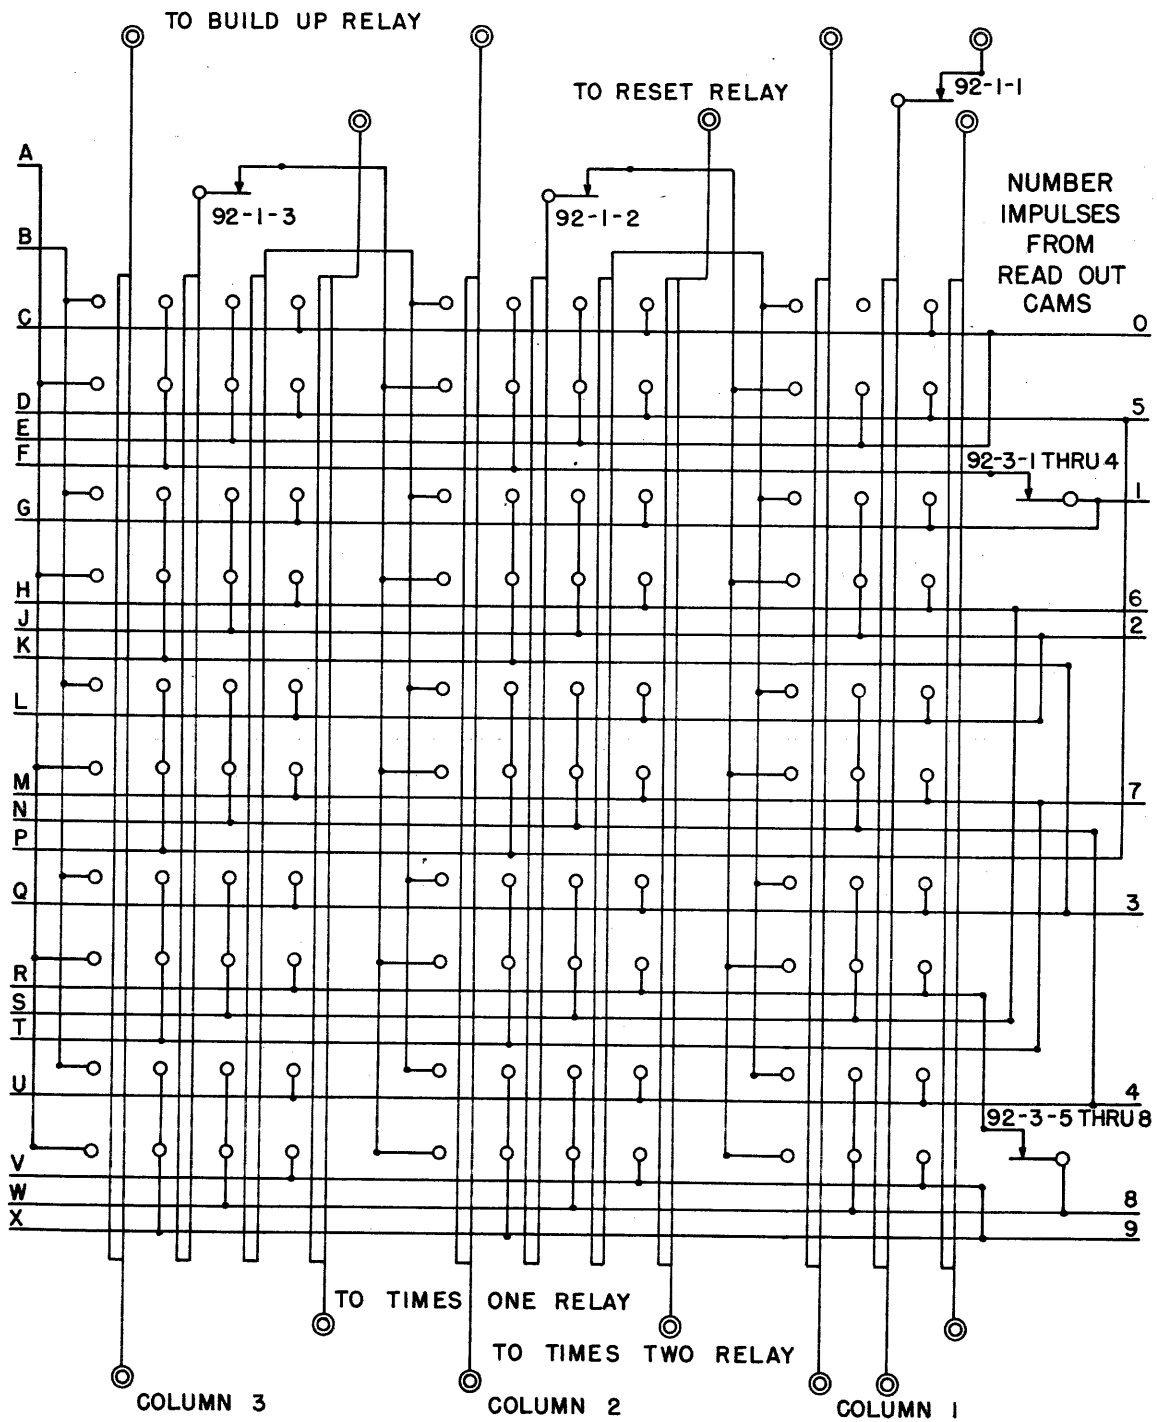 TO BUILD UP RELAY
TO RESET RELAY
92-1-1
A
92-1-3
92-1-2
NUMBER
IMPULSES
FROM
READ OUT
CAMS
B
C
0
D
5
E
F
92-3-1 THRU 4
G
1
H
6
J
2
K
L
M
7
N
P
Q
3
R
S
T
U
4
92-3-5 THRU 8
V
W
8
X
9
TO TIMES ONE RELAY
TO TIMES TWO RELAY
COLUMN 3
COLUMN 2
COLUMN 1